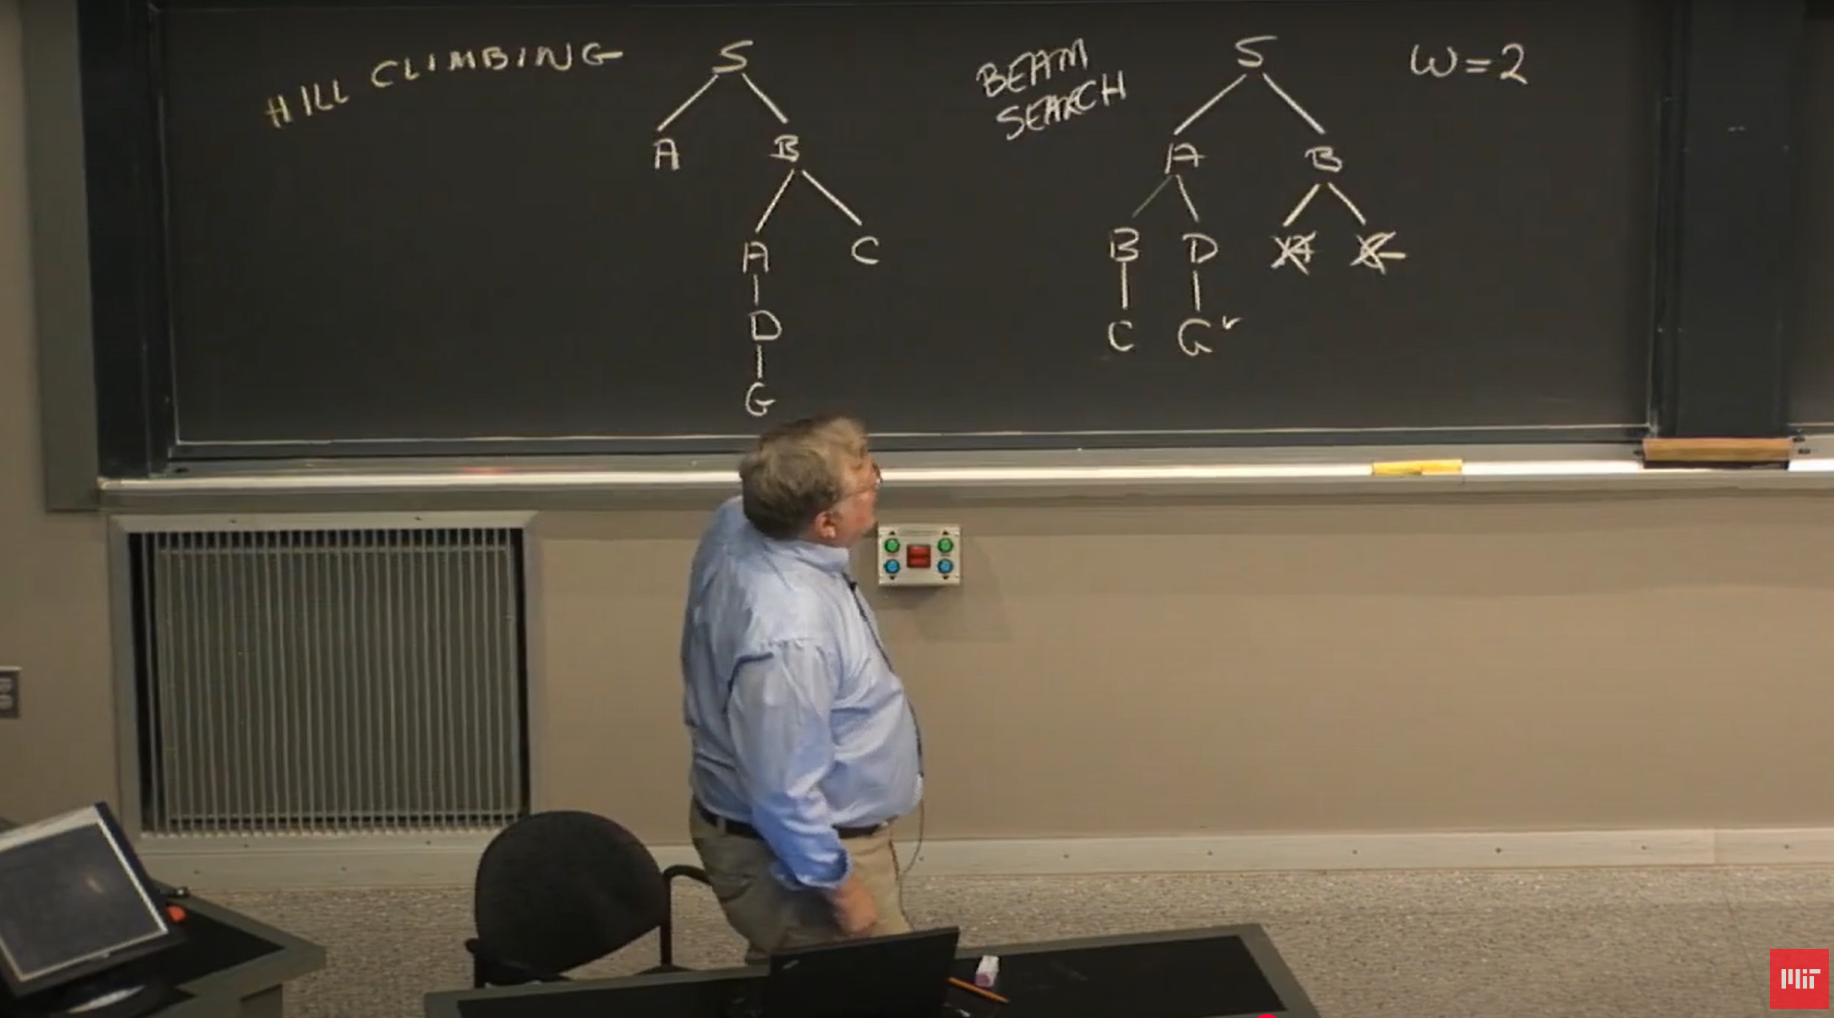 HILL CLIMBING
S
A B
A C
D
G
BEAM
SEARCH
S
W=2
A B
B D A C
C G
MIT